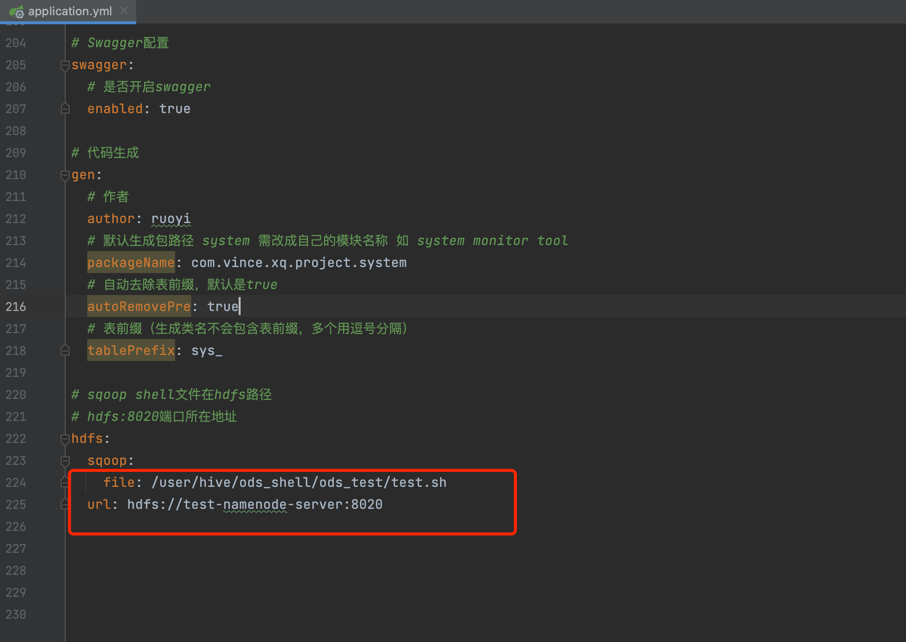 application.yml
204 # Swagger配置
205 swagger:
206 # 是否开启swagger
207 enabled: true
208
209 # 代码生成
210 gen:
211 # 作者
212 author: ruoyi
213 # 默认生成包路径 system 需改成自己的模块名称 如 system monitor tool
214 packageName: com.vince.xq.project.system
215 # 自动去除表前缀，默认是true
216 autoRemovePre: true
217 # 表前缀（生成类名不会包含表前缀，多个用逗号分隔）
218 tablePrefix: sys_
219
220 # sqoop shell文件在hdfs路径
221 # hdfs:8020端口所在地址
222 hdfs:
223 sqoop:
224 file: /user/hive/ods_shell/ods_test/test.sh
225 url: hdfs://test-namenode-server:8020
226
227
228
229
230